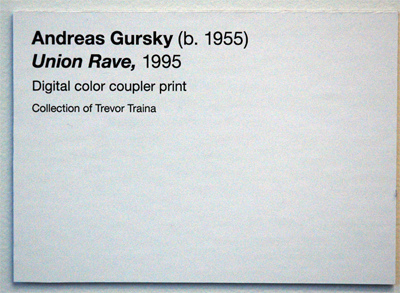 Andreas Gursky (b. 1955)
Union Rave, 1995
Digital color coupler print
Collection of Trevor Traina